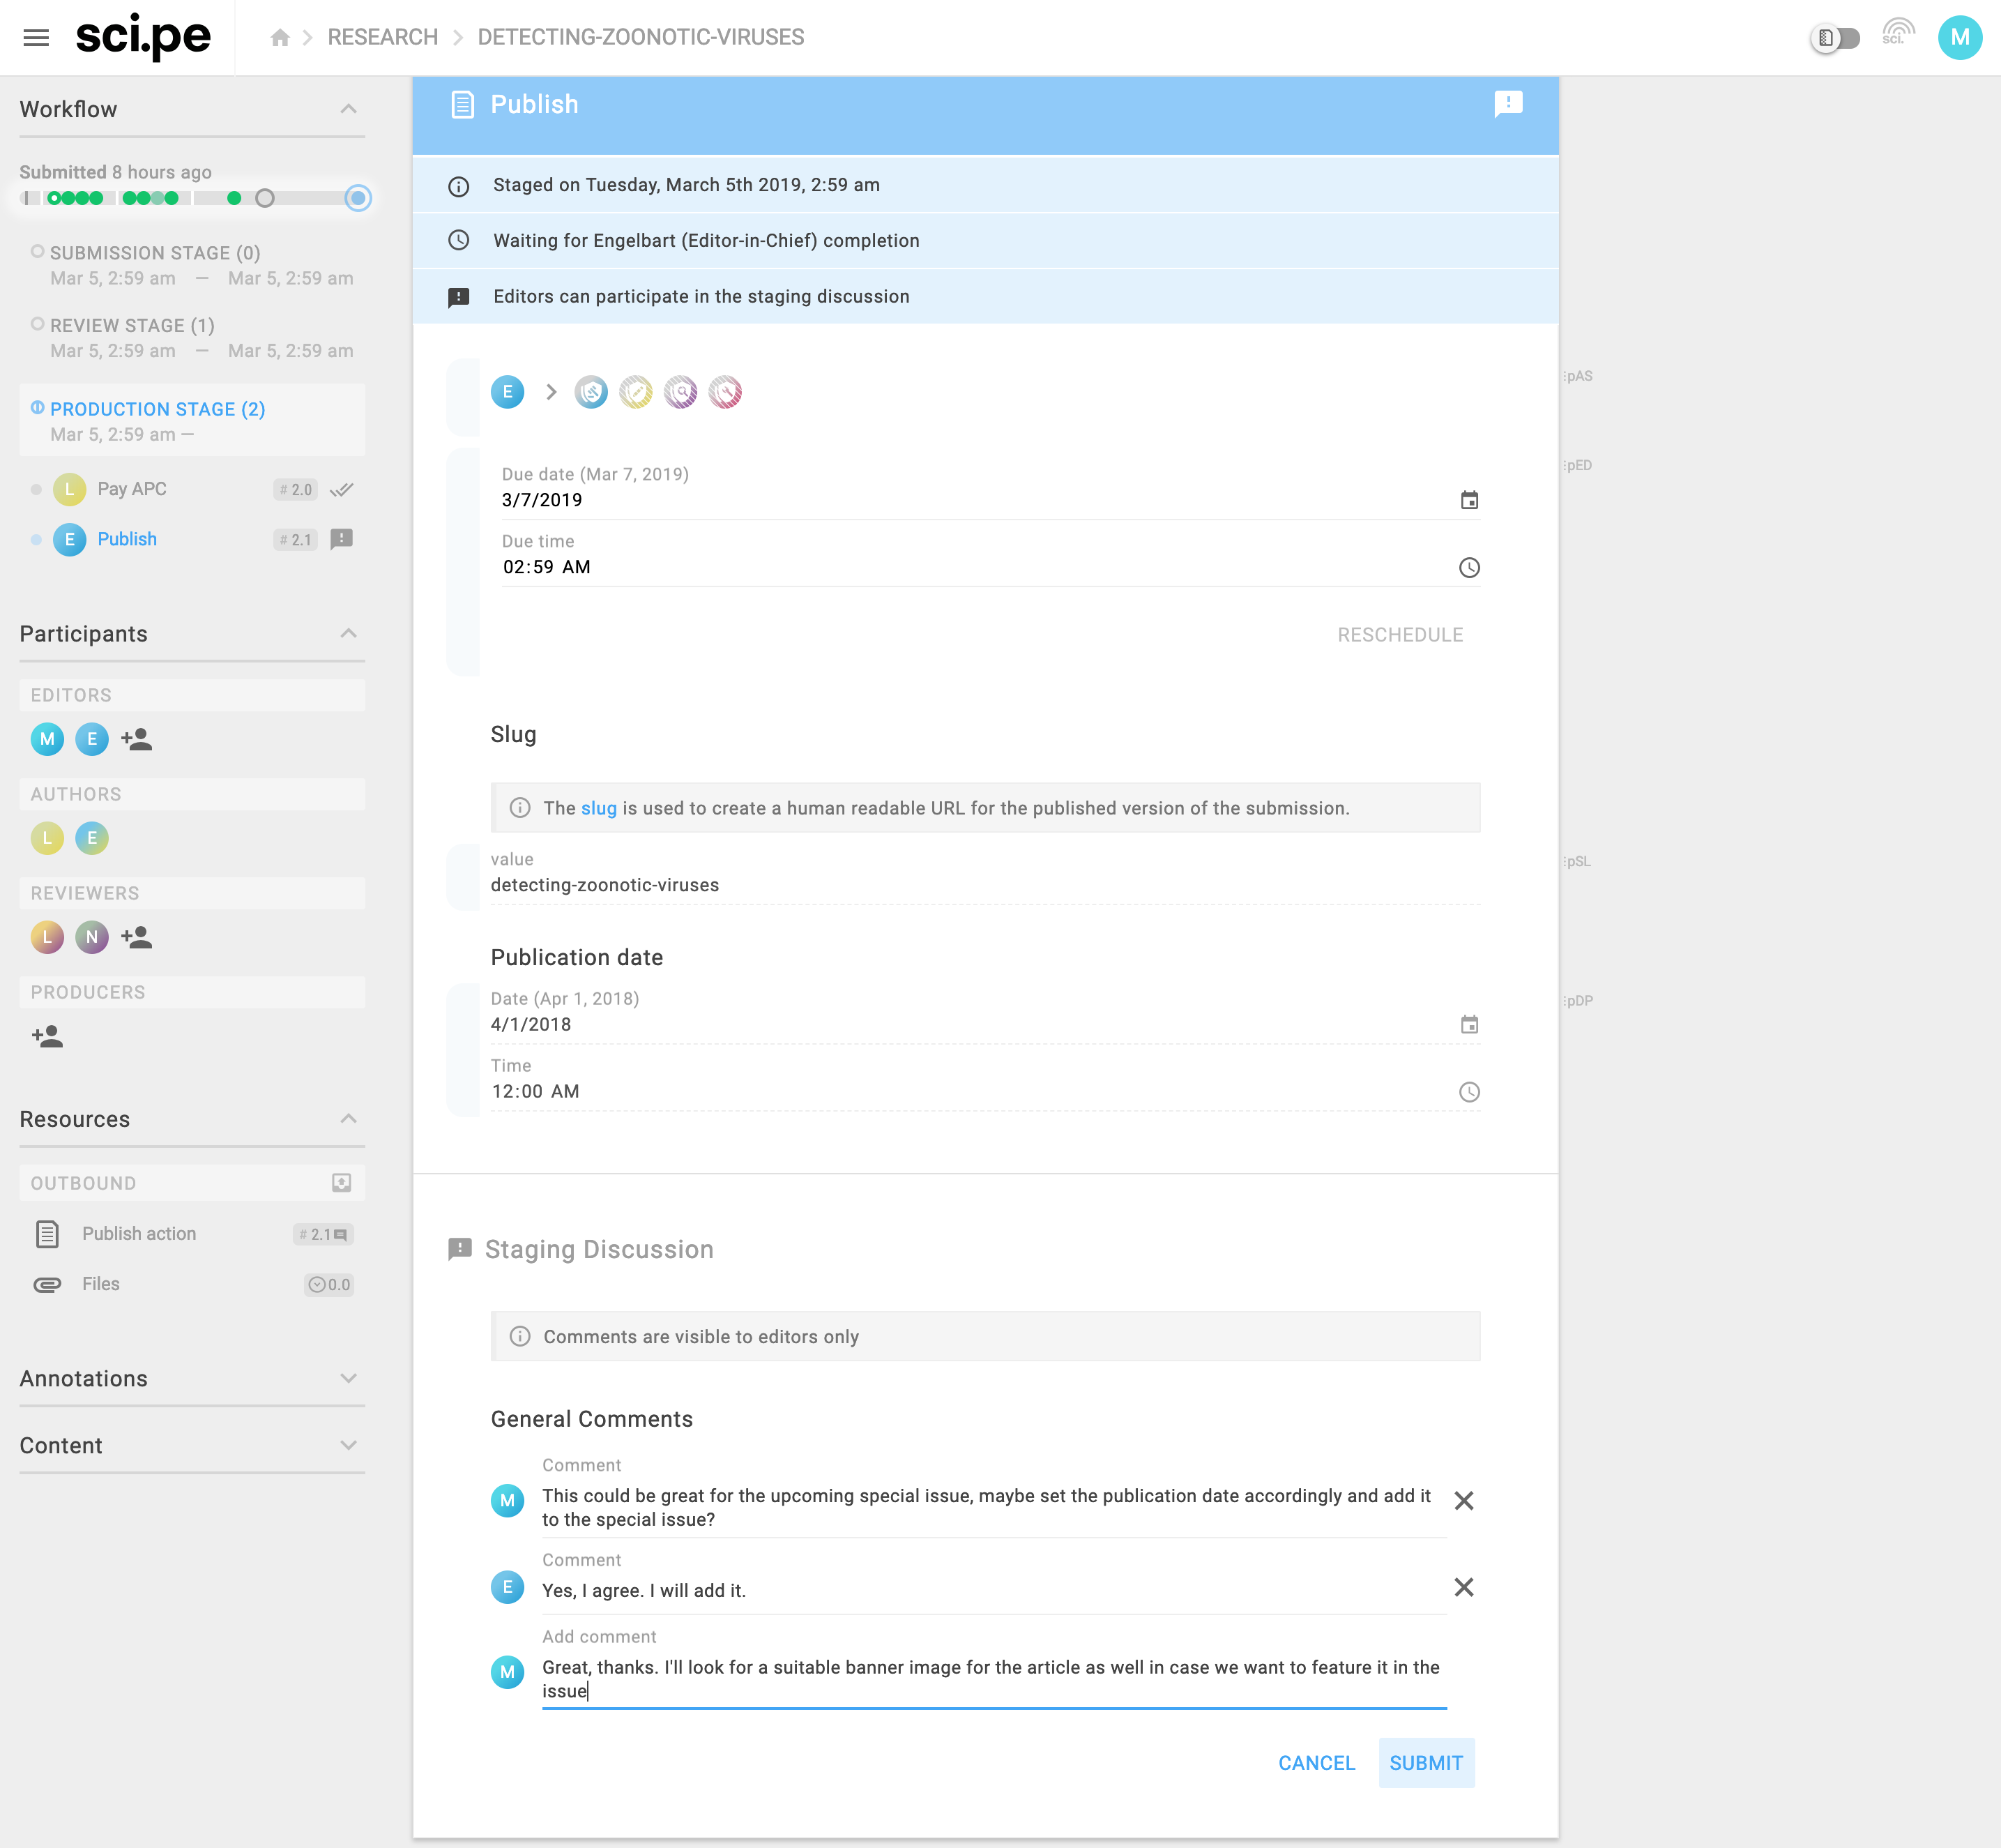 sci.pe
RESEARCH
DETECTING-ZOONOTIC-VIRUSES
sci.
M
Workflow
Submitted 8 hours ago
SUBMISSION STAGE (0)
Mar 5, 2:59 am — Mar 5, 2:59 am
REVIEW STAGE (1)
Mar 5, 2:59 am — Mar 5, 2:59 am
PRODUCTION STAGE (2)
Mar 5, 2:59 am —
L Pay APC # 2.0
E Publish # 2.1
Participants
EDITORS
M E
AUTHORS
L E
REVIEWERS
L N
PRODUCERS
Resources
OUTBOUND
Publish action # 2.1
Files 0.0
Annotations
Content
Publish
Staged on Tuesday, March 5th 2019, 2:59 am
Waiting for Engelbart (Editor-in-Chief) completion
Editors can participate in the staging discussion
E
Due date (Mar 7, 2019)
3/7/2019
Due time
02:59 AM
RESCHEDULE
Slug
The slug is used to create a human readable URL for the published version of the submission.
value
detecting-zoonotic-viruses
Publication date
Date (Apr 1, 2018)
4/1/2018
Time
12:00 AM
Staging Discussion
Comments are visible to editors only
General Comments
Comment
M
This could be great for the upcoming special issue, maybe set the publication date accordingly and add it
to the special issue?
Comment
E
Yes, I agree. I will add it.
Add comment
M
Great, thanks. I'll look for a suitable banner image for the article as well in case we want to feature it in the
issue
CANCEL
SUBMIT
pAS
pED
pSL
pDP